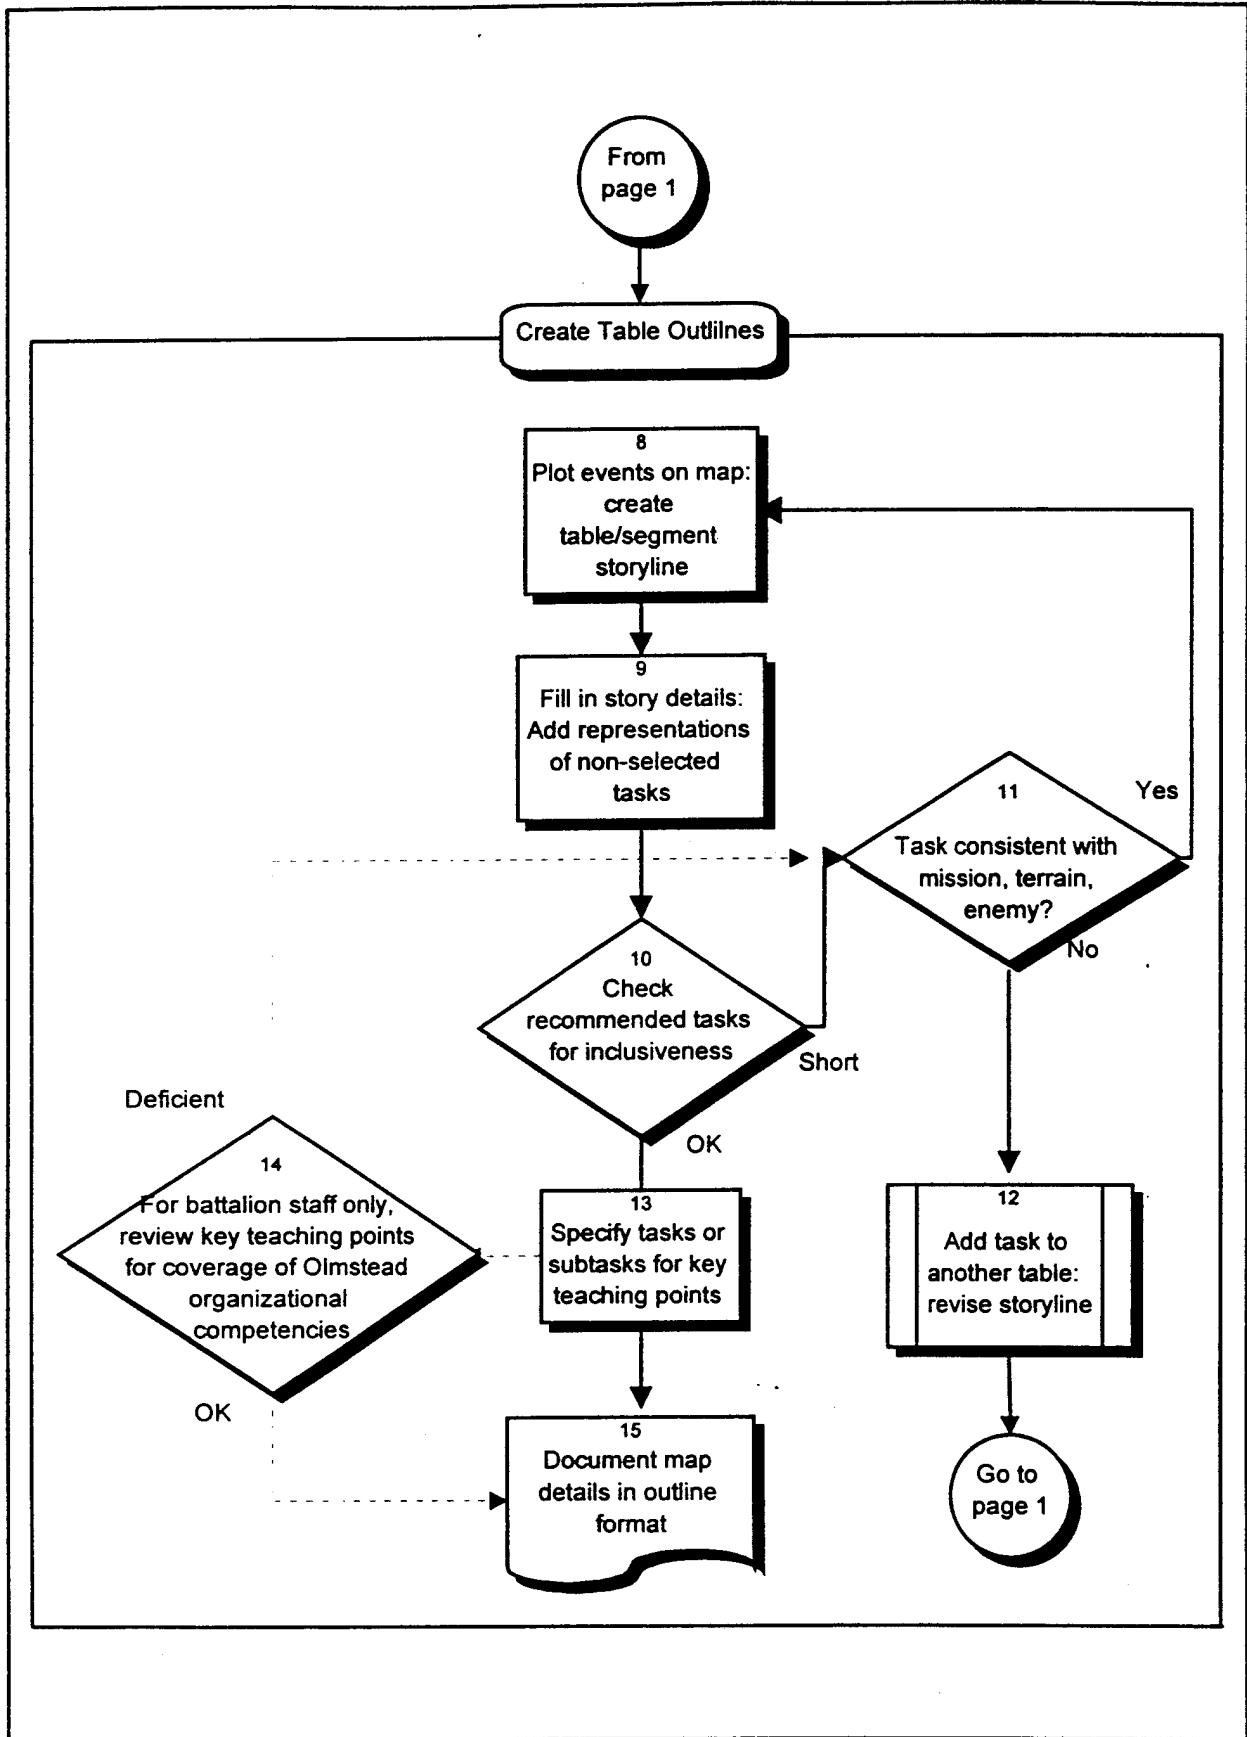 From
page 1
Create Table Outlilnes
8
Plot events on map:
create
table/segment
storyline
9
Fill in story details:
Add representations
of non-selected
tasks
11
Yes
Task consistent with
mission, terrain,
enemy?
No
10
Check
recommended tasks
for inclusiveness
Short
OK
Deficient
14
For battalion staff only,
review key teaching points
for coverage of Olmstead
organizational
competencies
OK
13
Specify tasks or
subtasks for key
teaching points
12
Add task to
another table:
revise storyline
15
Document map
details in outline
format
Go to
page 1